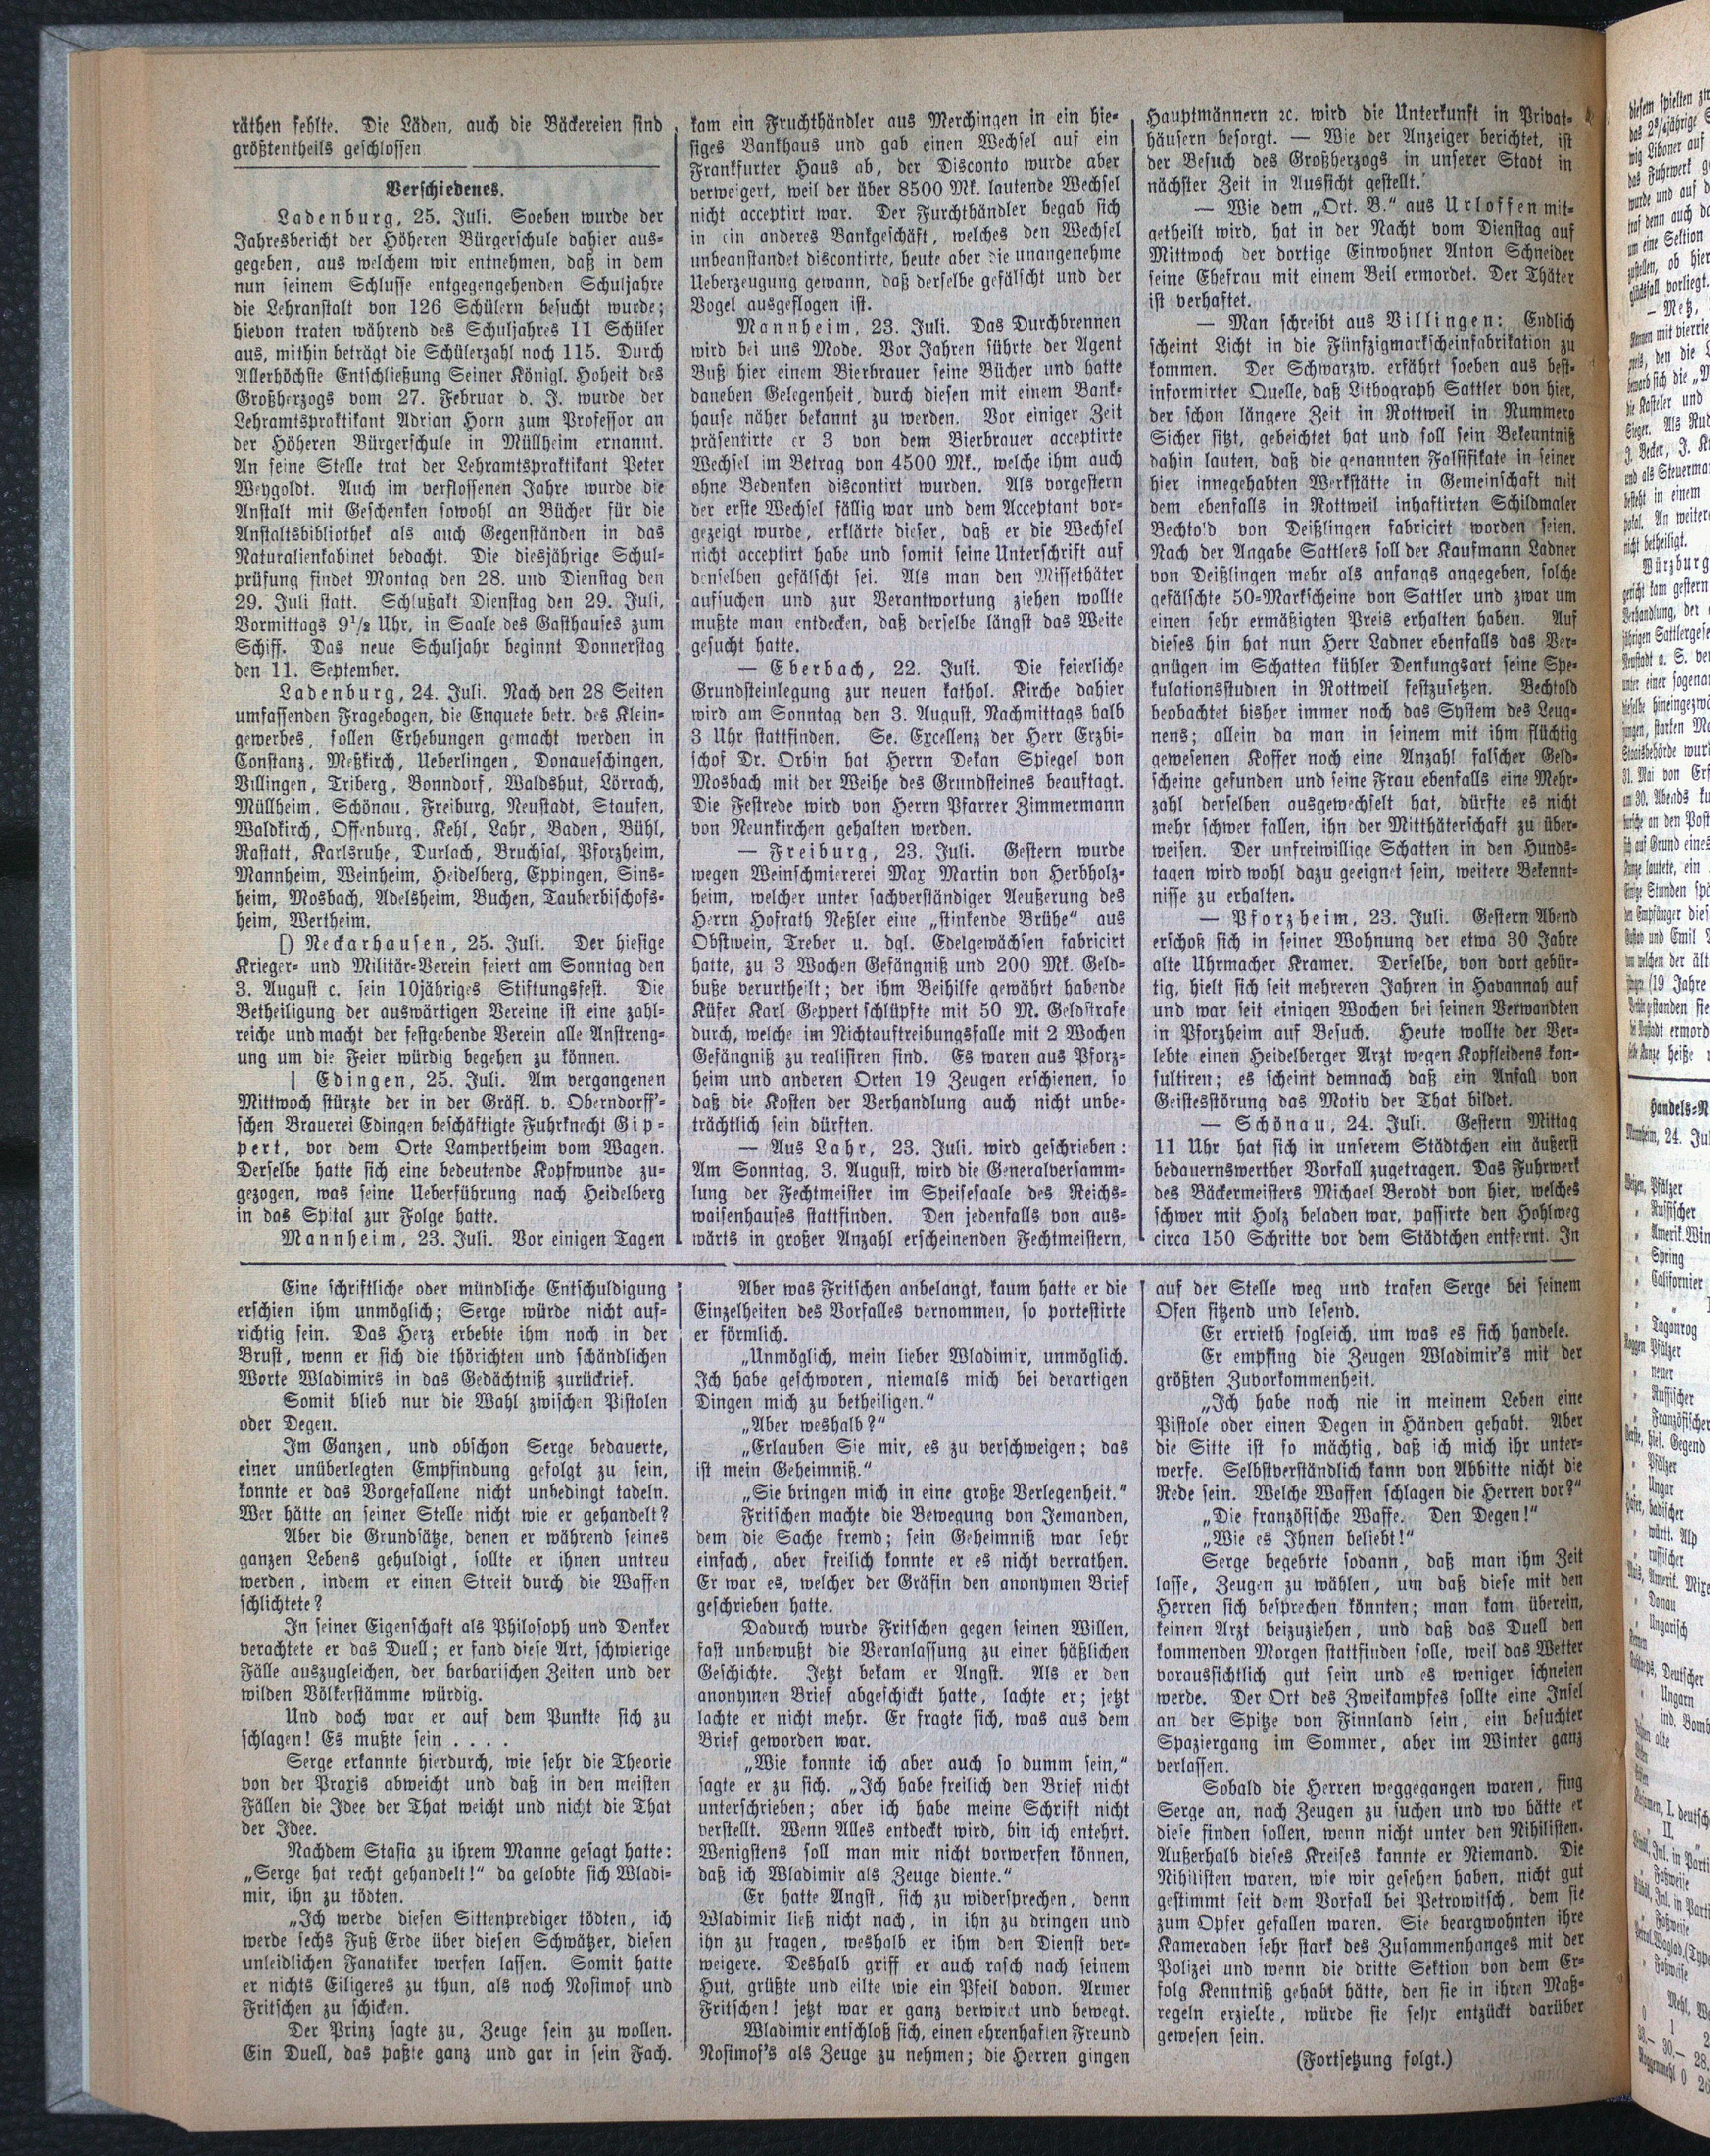 räthen fehlte. Die Läden, auch die Bäckereien sind
größtentheils geschlossen
Verschiedenes.
Ladenburg, 25. Juli. Soeben wurde der
Jahresbericht der Höheren Bürgerschule dahier aus-
gegeben, aus welchem wir entnehmen, daß in dem
nun seinem Schlusse entgegengehenden Schuljahre
die Lehranstalt von 126 Schülern besucht wurde;
hievon traten während des Schuljahres 11 Schüler
aus, mithin beträgt die Schülerzahl noch 115. Durch
Allerhöchste Entschließung Seiner Königl. Hoheit des
Großherzogs vom 27. Februar d. J. wurde der
Lehramtspraktikant Adrian Horn zum Professor an
der Höheren Bürgerschule in Müllheim ernannt.
An seine Stelle trat der Lehramtspraktikant Peter
Weygoldt. Auch im verflossenen Jahre wurde die
Anstalt mit Geschenken sowohl an Bücher für die
Anstaltsbibliothek als auch Gegenständen in das
Naturalienkabinet bedacht. Die diesjährige Schul-
prüfung findet Montag den 28. und Dienstag den
29. Juli statt. Schlußakt Dienstag den 29. Juli,
Vormittags 9½ Uhr, in Saale des Gasthauses zum
Schiff. Das neue Schuljahr beginnt Donnerstag
den 11. September.
Ladenburg, 24. Juli. Nach den 28 Seiten
umfassenden Fragebogen, die Enquete betr. des Klein-
gewerbes, sollen Erhebungen gemacht werden in
Constanz, Meßkirch, Ueberlingen, Donaueschingen,
Villingen, Triberg, Bonndorf, Waldshut, Lörrach,
Müllheim, Schönau, Freiburg, Neustadt, Staufen,
Waldkirch, Offenburg, Kehl, Lahr, Baden, Bühl,
Rastatt, Karlsruhe, Durlach, Bruchsal, Pforzheim,
Mannheim, Weinheim, Heidelberg, Eppingen, Sins-
heim, Mosbach, Adelsheim, Buchen, Tauberbischofs-
heim, Wertheim.
[) Neckarhausen, 25. Juli. Der hiesige
Krieger- und Militär-Verein feiert am Sonntag den
3. August c. sein 10jähriges Stiftungsfest. Die
Betheiligung der auswärtigen Vereine ist eine zahl-
reiche und macht der festgebende Verein alle Anstreng-
ung um die Feier würdig begehen zu können.
| Edingen, 25. Juli. Am vergangenen
Mittwoch stürzte der in der Gräfl. v. Oberndorff'-
schen Brauerei Edingen beschäftigte Fuhrknecht Gip-
pert, vor dem Orte Lampertheim vom Wagen.
Derselbe hatte sich eine bedeutende Kopfwunde zu-
gezogen, was seine Ueberführung nach Heidelberg
in das Spital zur Folge hatte.
Mannheim, 23. Juli. Vor einigen Tagen
kam ein Fruchthändler aus Merchingen in ein hie-
siges Bankhaus und gab einen Wechsel auf ein
Frankfurter Haus ab, der Disconto wurde aber
verweigert, weil der über 8500 Mk. lautende Wechsel
nicht acceptirt war. Der Furchthändler begab sich
in ein anderes Bankgeschäft, welches den Wechsel
unbeanstandet discontirte, heute aber die unangenehme
Ueberzeugung gewann, daß derselbe gefälscht und der
Vogel ausgeflogen ist.
Mannheim, 23. Juli. Das Durchbrennen
wird bei uns Mode. Vor Jahren führte der Agent
Buß hier einem Bierbrauer seine Bücher und hatte
daneben Gelegenheit, durch diesen mit einem Bank-
hause näher bekannt zu werden. Vor einiger Zeit
präsentirte er 3 von dem Bierbrauer acceptirte
Wechsel im Betrag von 4500 Mk., welche ihm auch
ohne Bedenken discontirt wurden. Als vorgestern
der erste Wechsel fällig war und dem Acceptant vor-
gezeigt wurde, erklärte dieser, daß er die Wechsel
nicht acceptirt habe und somit seine Unterschrift auf
denselben gefälscht sei. Als man den Missethäter
aufsuchen und zur Verantwortung ziehen wollte
mußte man entdecken, daß derselbe längst das Weite
gesucht hatte.
— Eberbach, 22. Juli. Die feierliche
Grundsteinlegung zur neuen kathol. Kirche dahier
wird am Sonntag den 3. August, Nachmittags halb
3 Uhr stattfinden. Se. Excellenz der Herr Erzbi-
schof Dr. Orbin hat Herrn Dekan Spiegel von
Mosbach mit der Weihe des Grundsteines beauftagt.
Die Festrede wird von Herrn Pfarrer Zimmermann
von Neunkirchen gehalten werden.
— Freiburg, 23. Juli. Gestern wurde
wegen Weinschmiererei Max Martin von Herbholz-
heim, welcher unter sachverständiger Aeußerung des
Herrn Hofrath Neßler eine „stinkende Brühe“ aus
Obstwein, Treber u. dgl. Edelgewächsen fabricirt
hatte, zu 3 Wochen Gefängniß und 200 Mk. Geld-
buße verurtheilt; der ihm Beihilfe gewährt habende
Küfer Karl Geppert schlüpfte mit 50 M. Geldstrafe
durch, welche im Nichtauftreibungsfalle mit 2 Wochen
Gefängniß zu realisiren sind. Es waren aus Pforz-
heim und anderen Orten 19 Zeugen erschienen, so
daß die Kosten der Verhandlung auch nicht unbe-
trächtlich sein dürften.
— Aus Lahr, 23. Juli. wird geschrieben:
Am Sonntag, 3. August, wird die Generalversamm-
lung der Fechtmeister im Speisesaale des Reichs-
waisenhauses stattfinden. Den jedenfalls von aus-
wärts in großer Anzahl erscheinenden Fechtmeistern,
Hauptmännern ꝛc. wird die Unterkunft in Privat-
häusern besorgt. — Wie der Anzeiger berichtet, ist
der Besuch des Großherzogs in unserer Stadt in
nächster Zeit in Aussicht gestellt.
— Wie dem „Ort. B.“ aus Urloffen mit-
getheilt wird, hat in der Nacht vom Dienstag auf
Mittwoch der dortige Einwohner Anton Schneider
seine Ehefrau mit einem Beil ermordet. Der Thäter
ist verhaftet.
— Man schreibt aus Villingen: Endlich
scheint Licht in die Fünfzigmarkscheinfabrikation zu
kommen. Der Schwarzw. erfährt soeben aus best-
informirter Quelle, daß Lithograph Sattler von hier,
der schon längere Zeit in Rottweil in Nummero
Sicher sitzt, gebeichtet hat und soll sein Bekenntniß
dahin lauten, daß die genannten Falsifikate in seiner
hier innegehabten Werkstätte in Gemeinschaft mit
dem ebenfalls in Rottweil inhaftirten Schildmaler
Bechtold von Deißlingen fabricirt worden seien.
Nach der Angabe Sattlers soll der Kaufmann Ladner
von Deißlingen mehr als anfangs angegeben, solche
gefälschte 50-Markscheine von Sattler und zwar um
einen sehr ermäßigten Preis erhalten haben. Auf
dieses hin hat nun Herr Ladner ebenfalls das Ver-
gnügen im Schatten kühler Denkungsart seine Spe-
kulationsstudien in Rottweil festzusetzen. Bechtold
beobachtet bisher immer noch das System des Leug-
nens; allein da man in seinem mit ihm flüchtig
gewesenen Koffer noch eine Anzahl falscher Geld-
scheine gefunden und seine Frau ebenfalls eine Mehr-
zahl derselben ausgewechselt hat, dürfte es nicht
mehr schwer fallen, ihn der Mitthäterschaft zu über-
weisen. Der unfreiwillige Schatten in den Hunds-
tagen wird wohl dazu geeignet sein, weitere Bekennt-
nisse zu erhalten.
— Pforzheim, 23. Juli. Gestern Abend
erschoß sich in seiner Wohnung der etwa 30 Jahre
alte Uhrmacher Kramer. Derselbe, von dort gebür-
tig, hielt sich seit mehreren Jahren in Havannah auf
und war seit einigen Wochen bei seinen Verwandten
in Pforzheim auf Besuch. Heute wollte der Ver-
lebte einen Heidelberger Arzt wegen Kopfleidens kon-
sultiren; es scheint demnach daß ein Anfall von
Geistesstörung das Motiv der That bildet.
— Schönau, 24. Juli. Gestern Mittag
11 Uhr hat sich in unserem Städtchen ein äußerst
bedauernswerther Vorfall zugetragen. Das Fuhrwerk
des Bäckermeisters Michael Berodt von hier, welches
schwer mit Holz beladen war, passirte den Hohlweg
circa 150 Schritte vor dem Städtchen entfernt. In
Eine schriftliche oder mündliche Entschuldigung
erschien ihm unmöglich; Serge würde nicht auf-
richtig sein. Das Herz erbebte ihm noch in der
Brust, wenn er sich die thörichten und schändlichen
Worte Wladimirs in das Gedächtniß zurückrief.
Somit blieb nur die Wahl zwischen Pistolen
oder Degen.
Im Ganzen, und obschon Serge bedauerte,
einer unüberlegten Empfindung gefolgt zu sein,
konnte er das Vorgefallene nicht unbedingt tadeln.
Wer hätte an seiner Stelle nicht wie er gehandelt?
Aber die Grundsätze, denen er während seines
ganzen Lebens gehuldigt, sollte er ihnen untreu
werden, indem er einen Streit durch die Waffen
schlichtete?
In seiner Eigenschaft als Philosoph und Denker
verachtete er das Duell; er fand diese Art, schwierige
Fälle auszugleichen, der barbarischen Zeiten und der
wilden Völkerstämme würdig.
Und doch war er auf dem Punkte sich zu
schlagen! Es mußte sein . . . .
Serge erkannte hierdurch, wie sehr die Theorie
von der Praxis abweicht und daß in den meisten
Fällen die Idee der That weicht und nicht die That
der Idee.
Nachdem Stasia zu ihrem Manne gesagt hatte:
„Serge hat recht gehandelt!“ da gelobte sich Wladi-
mir, ihn zu tödten.
„Ich werde diesen Sittenprediger tödten, ich
werde sechs Fuß Erde über diesen Schwätzer, diesen
unleidlichen Fanatiker werfen lassen. Somit hatte
er nichts Eiligeres zu thun, als noch Nosimof und
Fritschen zu schicken.
Der Prinz sagte zu, Zeuge sein zu wollen.
Ein Duell, das paßte ganz und gar in sein Fach.
Aber was Fritschen anbelangt, kaum hatte er die
Einzelheiten des Vorfalles vernommen, so portestirte
er förmlich.
„Unmöglich, mein lieber Wladimir, unmöglich.
Ich habe geschworen, niemals mich bei derartigen
Dingen mich zu betheiligen.“
„Aber weshalb?“
„Erlauben Sie mir, es zu verschweigen; das
ist mein Geheimniß.“
„Sie bringen mich in eine große Verlegenheit.“
Fritschen machte die Bewegung von Jemanden,
dem die Sache fremd; sein Geheimniß war sehr
einfach, aber freilich konnte er es nicht verrathen.
Er war es, welcher der Gräfin den anonymen Brief
geschrieben hatte.
Dadurch wurde Fritschen gegen seinen Willen,
fast unbewußt die Veranlassung zu einer häßlichen
Geschichte. Jetzt bekam er Angst. Als er den
anonymen Brief abgeschickt hatte, lachte er; jetzt
lachte er nicht mehr. Er fragte sich, was aus dem
Brief geworden war.
„Wie konnte ich aber auch so dumm sein,“
sagte er zu sich. „Ich habe freilich den Brief nicht
unterschrieben; aber ich habe meine Schrift nicht
verstellt. Wenn Alles entdeckt wird, bin ich entehrt.
Wenigstens soll man mir nicht vorwerfen können,
daß ich Wladimir als Zeuge diente.“
Er hatte Angst, sich zu widersprechen, denn
Wladimir ließ nicht nach, in ihn zu dringen und
ihn zu fragen, weshalb er ihm den Dienst ver-
weigere. Deshalb griff er auch rasch nach seinem
Hut, grüßte und eilte wie ein Pfeil davon. Armer
Fritschen! jetzt war er ganz verwirrt und bewegt.
Wladimir entschloß sich, einen ehrenhaften Freund
Nosimof's als Zeuge zu nehmen; die Herren gingen
auf der Stelle weg und trafen Serge bei seinem
Ofen sitzend und lesend.
Er errieth sogleich, um was es sich handele.
Er empfing die Zeugen Wladimir's mit der
größten Zuvorkommenheit.
„Ich habe noch nie in meinem Leben eine
Pistole oder einen Degen in Händen gehabt. Aber
die Sitte ist so mächtig, daß ich mich ihr unter-
werfe. Selbstverständlich kann von Abbitte nicht die
Rede sein. Welche Waffen schlagen die Herren vor?“
„Die französische Waffe. Den Degen!“
„Wie es Ihnen beliebt!“
Serge begehrte sodann, daß man ihm Zeit
lasse, Zeugen zu wählen, um daß diese mit den
Herren sich besprechen könnten; man kam überein,
keinen Arzt beizuziehen, und daß das Duell den
kommenden Morgen stattfinden solle, weil das Wetter
voraussichtlich gut sein und es weniger schneien
werde. Der Ort des Zweikampfes sollte eine Insel
an der Spitze von Finnland sein, ein besuchter
Spaziergang im Sommer, aber im Winter ganz
verlassen.
Sobald die Herren weggegangen waren, fing
Serge an, nach Zeugen zu suchen und wo hätte er
diese finden sollen, wenn nicht unter den Nihilisten.
Außerhalb dieses Kreises kannte er Niemand. Die
Nihilisten waren, wie wir gesehen haben, nicht gut
gestimmt seit dem Vorfall bei Petrowitsch, dem sie
zum Opfer gefallen waren. Sie beargwohnten ihre
Kameraden sehr stark des Zusammenhanges mit der
Polizei und wenn die dritte Sektion von dem Er-
folg Kenntniß gehabt hätte, den sie in ihren Maß-
regeln erzielte, würde sie sehr entzückt darüber
gewesen sein.
(Fortsetzung folgt.)